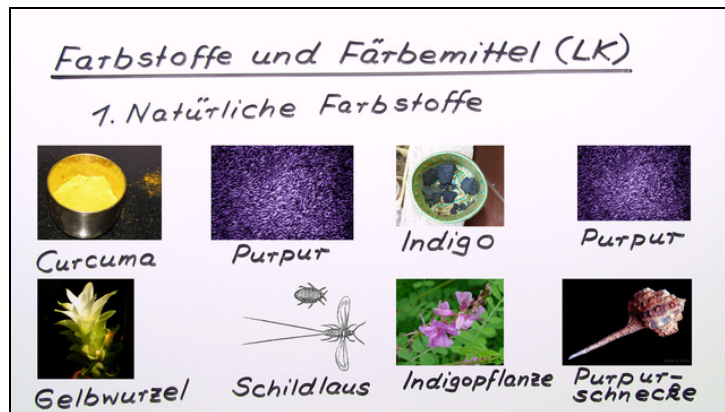 Farbstoffe und Färbemittel (LK)
1. Natürliche Farbstoffe
Curcuma Purpur Indigo Purpur
Gelbwurzel Schildlaus Indigopflanze Purpur-
schnecke